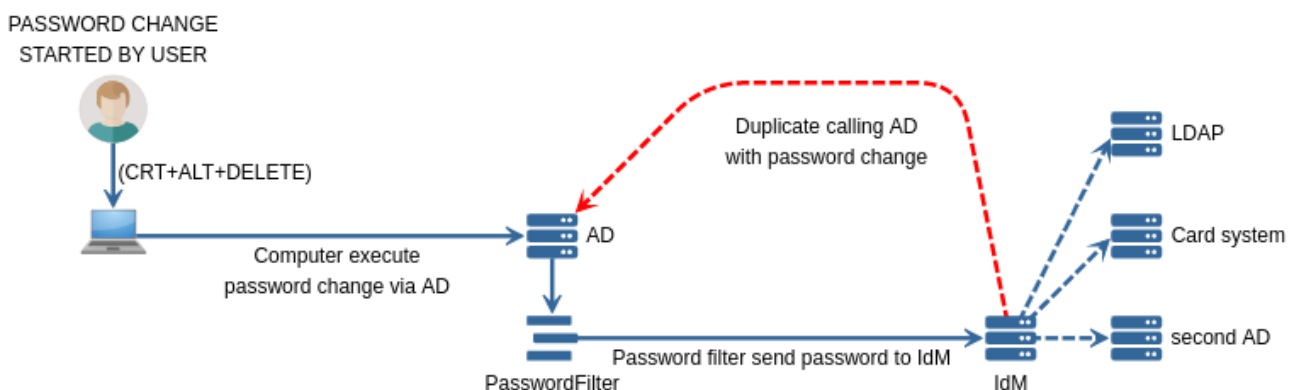 PASSWORD CHANGE
STARTED BY USER
(CRT+ALT+DELETE)
Computer execute
password change via AD
AD
Duplicate calling AD
with password change
LDAP
Card system
second AD
Password filter send password to IdM
PasswordFilter
IdM